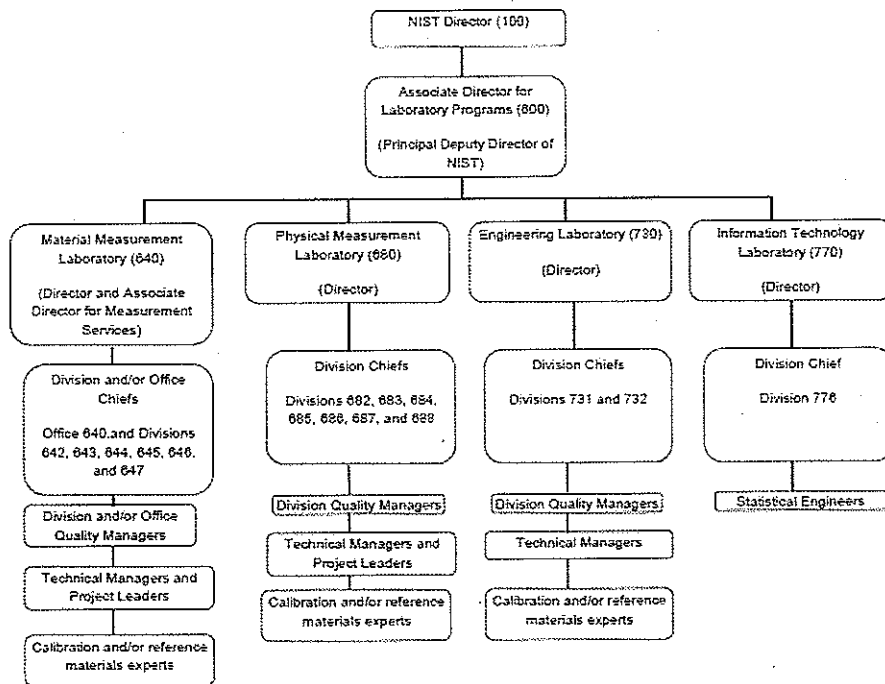 NIST Director (100)
Associate Director for
Laboratory Programs (600)
(Principal Deputy Director of
NIST)
Material Measurement
Laboratory (640)
(Director and Associate
Director for Measurement
Services)
Physical Measurement
Laboratory (680)
(Director)
Engineering Laboratory (730)
(Director)
Information Technology
Laboratory (770)
(Director)
Division and/or Office
Chiefs
Office 640.and Divisions
642, 643, 644, 645, 646,
and 647
Division Chiefs
Divisions 682, 683, 684,
685, 686, 687, and 688
Division Chiefs
Divisions 731 and 732
Division Chief
Division 776
Division and/or Office
Quality Managers
Division Quality Managers
Division Quality Managers
Statistical Engineers
Technical Managers and
Project Leaders
Technical Managers and
Project Leaders
Technical Managers
Calibration and/or reference
materials experts
Calibration and/or reference
materials experts
Calibration and/or reference
materials experts